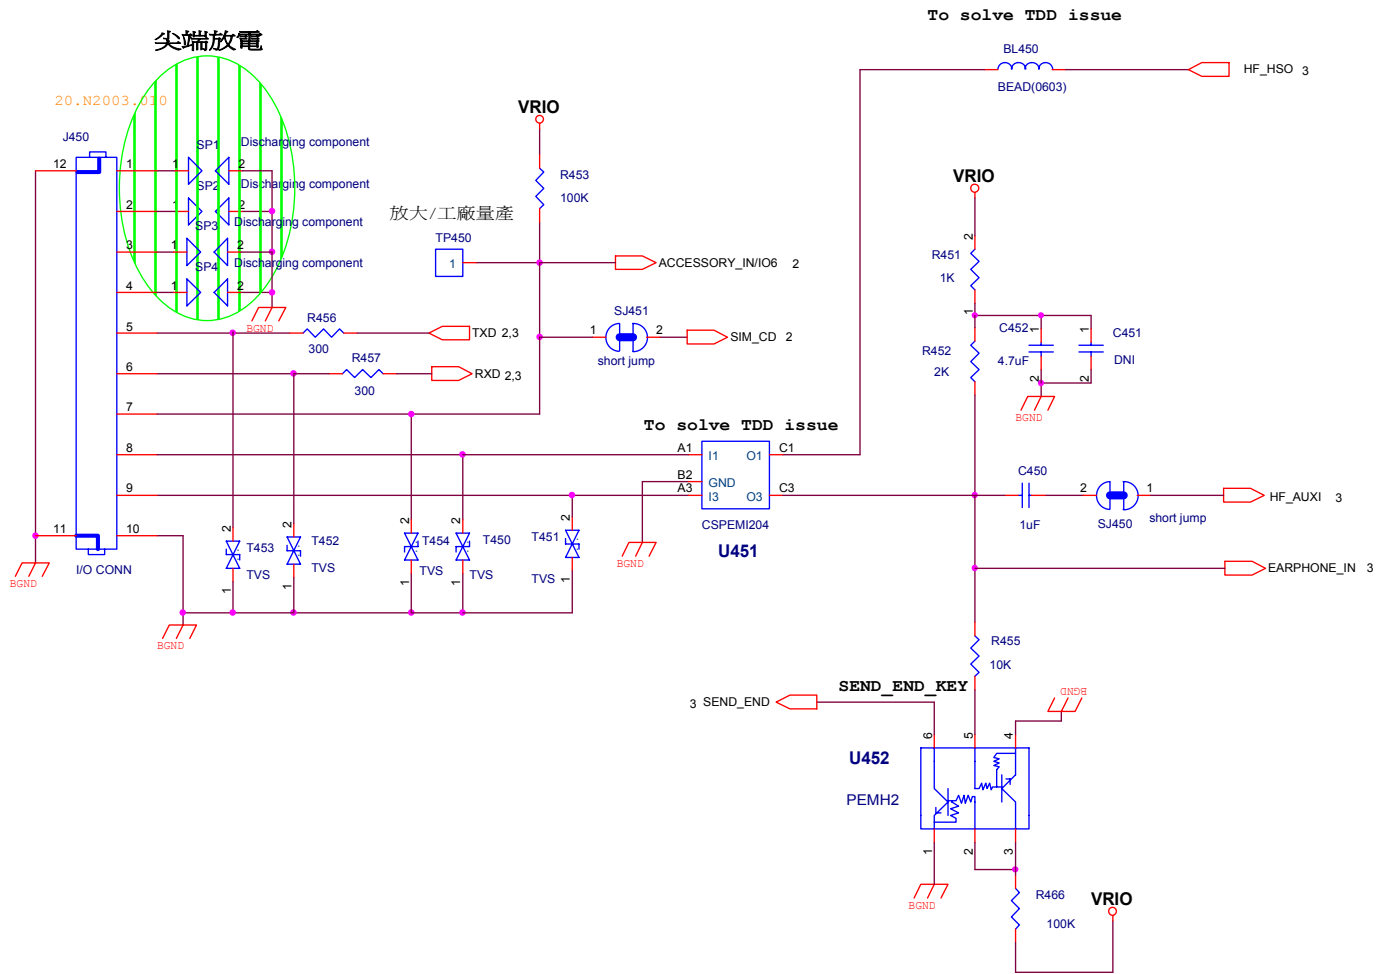 To solve TDD issue
尖端放電
BL450
BEAD(0603)
HF_HSO 3
20.N2003.010
J450
12
1
1
SP1
2
Discharging component
SP2
Discharging component
2
1
2
SP3
Discharging component
3
1
2
SP4
Discharging component
4
1
2
BGND
VRIO
R453
100K
放大/工廠量產
TP450
1
ACCESSORY_IN/IO6 2
VRIO
2
R451
1K
1
C452
1
4.7uF
2
1
C451
DNI
2
R452
2K
BGND
5
R456
300
TXD 2,3
SJ451
1
2
short jump
SIM_CD 2
6
R457
300
RXD 2,3
7
To solve TDD issue
8
A1
I1
O1
C1
B2
GND
9
A3
I3
O3
C3
CSPEMI204
U451
BGND
C450
1uF
2
1
SJ450
short jump
HF_AUXI 3
EARPHONE_IN 3
11
10
I/O CONN
BGND
2
T453
TVS
1
2
T452
TVS
1
2
T454
TVS
1
2
T450
TVS
1
2
T451
TVS
1
BGND
R455
10K
SEND_END_KEY
3 SEND_END
BGND
6
5
4
U452
PEMH2
1
2
3
BGND
R466
100K
VRIO